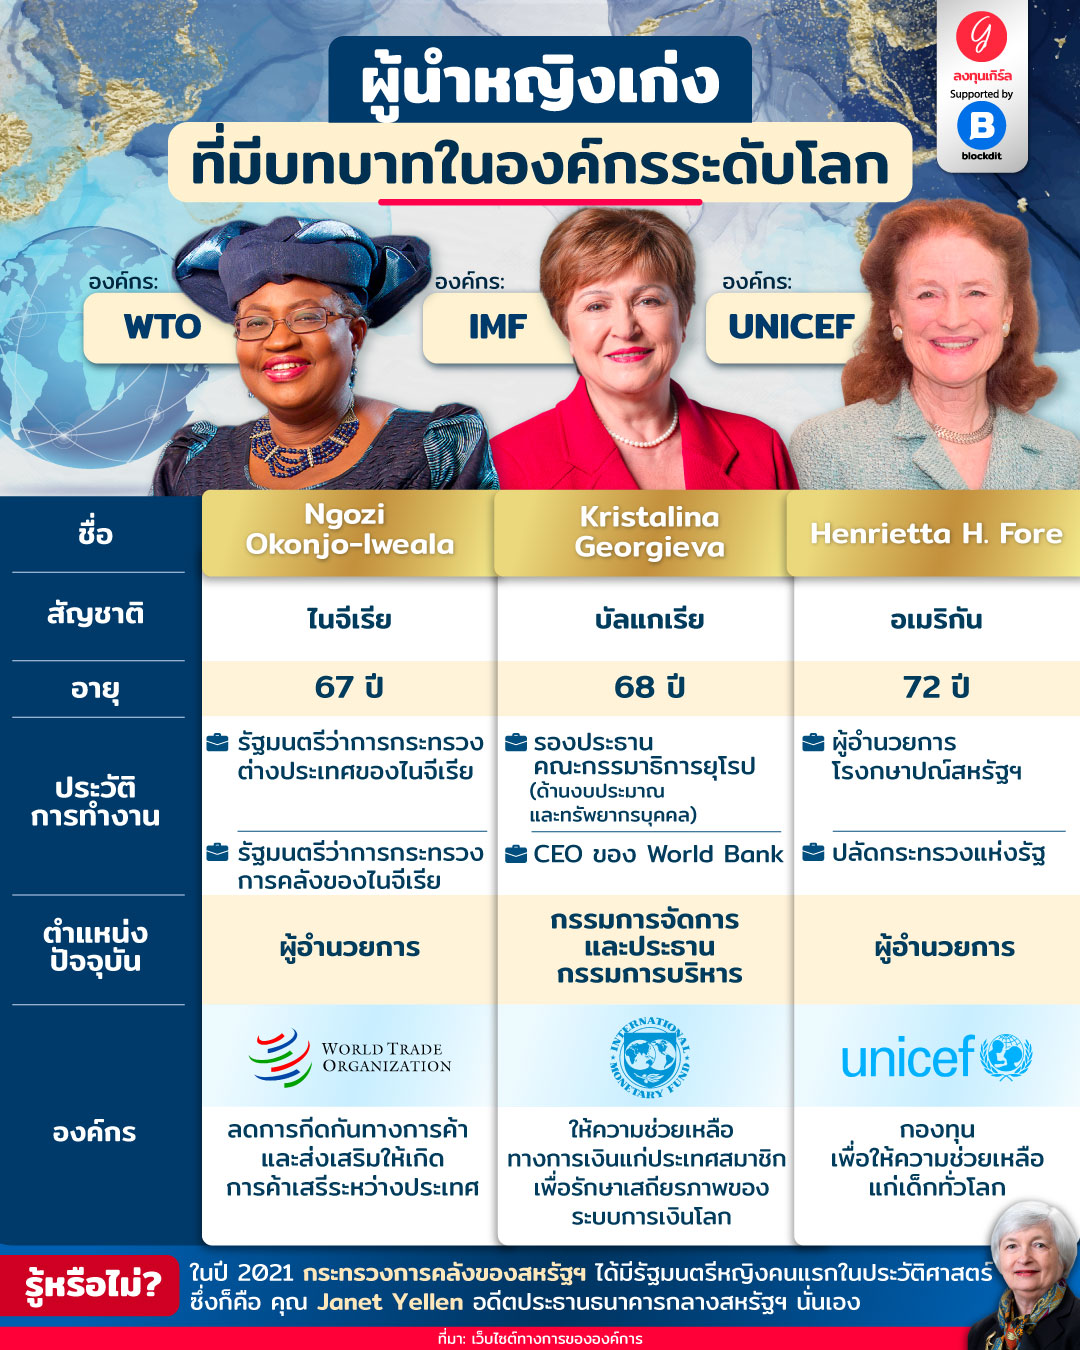 ผู้นำหญิงเก่ง
ที่มีบทบาทในองค์กรระดับโลก
ลงทุนเกิร์ล
Supported by
B
blockdit
องค์กร:
WTO
องค์กร:
IMF
องค์กร:
UNICEF
ชื่อ
Ngozi
Okonjo-Iweala
Kristalina
Georgieva
Henrietta H. Fore
สัญชาติ
ไนจีเรีย
บัลแกเรีย
อเมริกัน
อายุ
67 ปี
68 ปี
72 ปี
ประวัติ
การทำงาน
รัฐมนตรีว่าการกระทรวง
ต่างประเทศของไนจีเรีย
รัฐมนตรีว่าการกระทรวง
การคลังของไนจีเรีย
รองประธาน
คณะกรรมาธิการยุโรป
(ด้านงบประมาณ
และทรัพยากรบุคคล)
CEO ของ World Bank
ผู้อำนวยการ
โรงกษาปณ์สหรัฐฯ
ปลัดกระทรวงแห่งรัฐ
ตำแหน่ง
ปัจจุบัน
ผู้อำนวยการ
กรรมการจัดการ
และประธาน
กรรมการบริหาร
ผู้อำนวยการ
องค์กร
WORLD TRADE
ORGANIZATION
INTERNATIONAL
MONETARY FUND
unicef
ลดการกีดกันทางการค้า
และส่งเสริมให้เกิด
การค้าเสรีระหว่างประเทศ
ให้ความช่วยเหลือ
ทางการเงินแก่ประเทศสมาชิก
เพื่อรักษาเสถียรภาพของ
ระบบการเงินโลก
กองทุน
เพื่อให้ความช่วยเหลือ
แก่เด็กทั่วโลก
รู้หรือไม่?
ในปี 2021 กระทรวงการคลังของสหรัฐฯ ได้มีรัฐมนตรีหญิงคนแรกในประวัติศาสตร์
ซึ่งก็คือ คุณ Janet Yellen อดีตประธานธนาคารกลางสหรัฐฯ นั่นเอง
ที่มา: เว็บไซต์ทางการขององค์การ